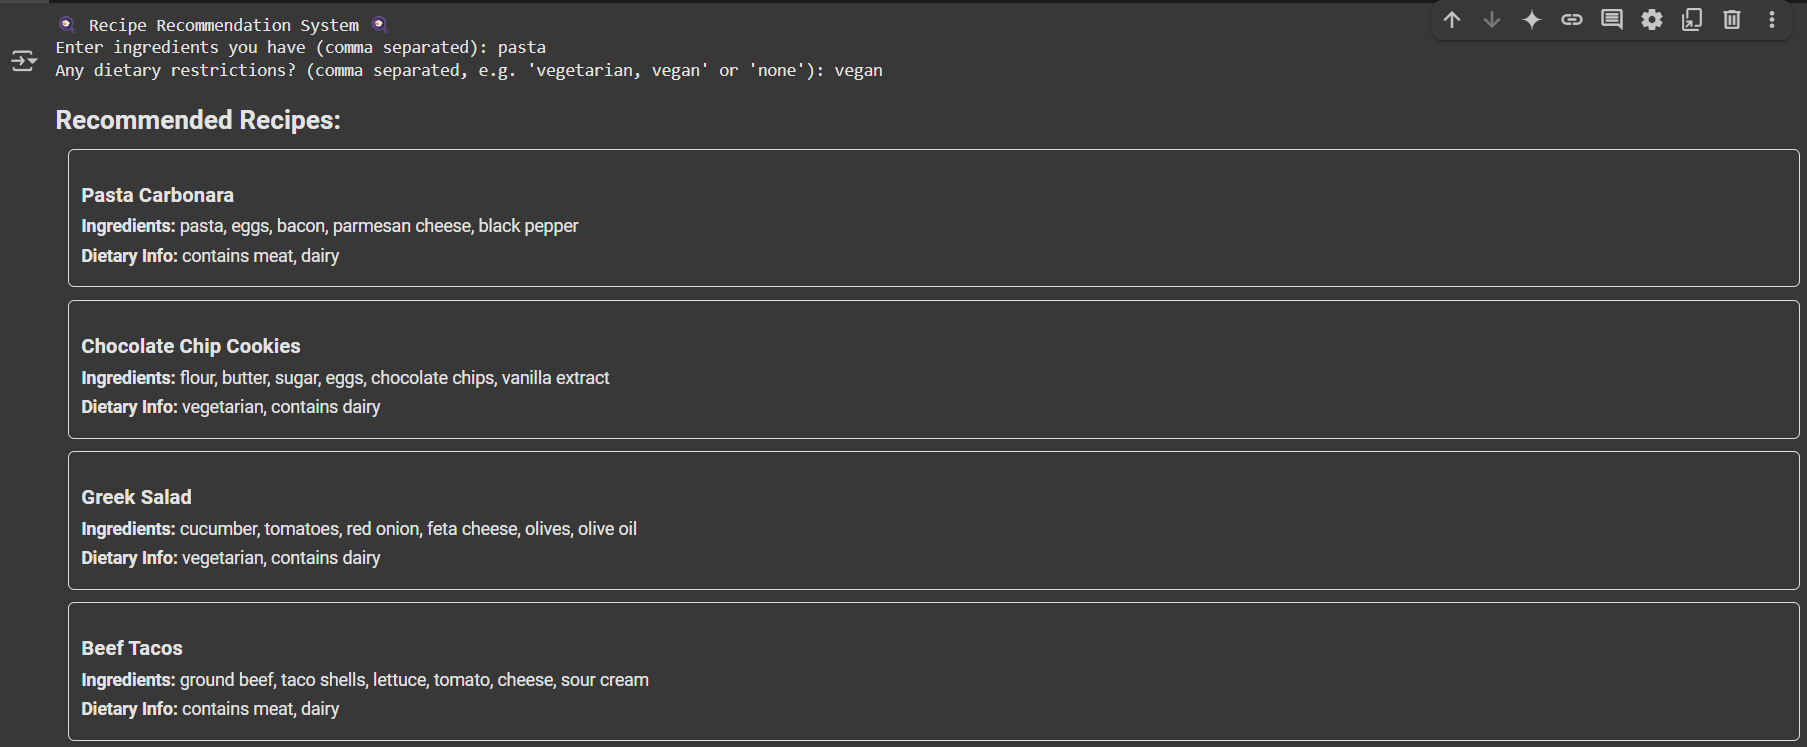 🍳 Recipe Recommendation System 🍳
Enter ingredients you have (comma separated): pasta
Any dietary restrictions? (comma separated, e.g. 'vegetarian, vegan' or 'none'): vegan
Recommended Recipes:
Pasta Carbonara
Ingredients: pasta, eggs, bacon, parmesan cheese, black pepper
Dietary Info: contains meat, dairy
Chocolate Chip Cookies
Ingredients: flour, butter, sugar, eggs, chocolate chips, vanilla extract
Dietary Info: vegetarian, contains dairy
Greek Salad
Ingredients: cucumber, tomatoes, red onion, feta cheese, olives, olive oil
Dietary Info: vegetarian, contains dairy
Beef Tacos
Ingredients: ground beef, taco shells, lettuce, tomato, cheese, sour cream
Dietary Info: contains meat, dairy